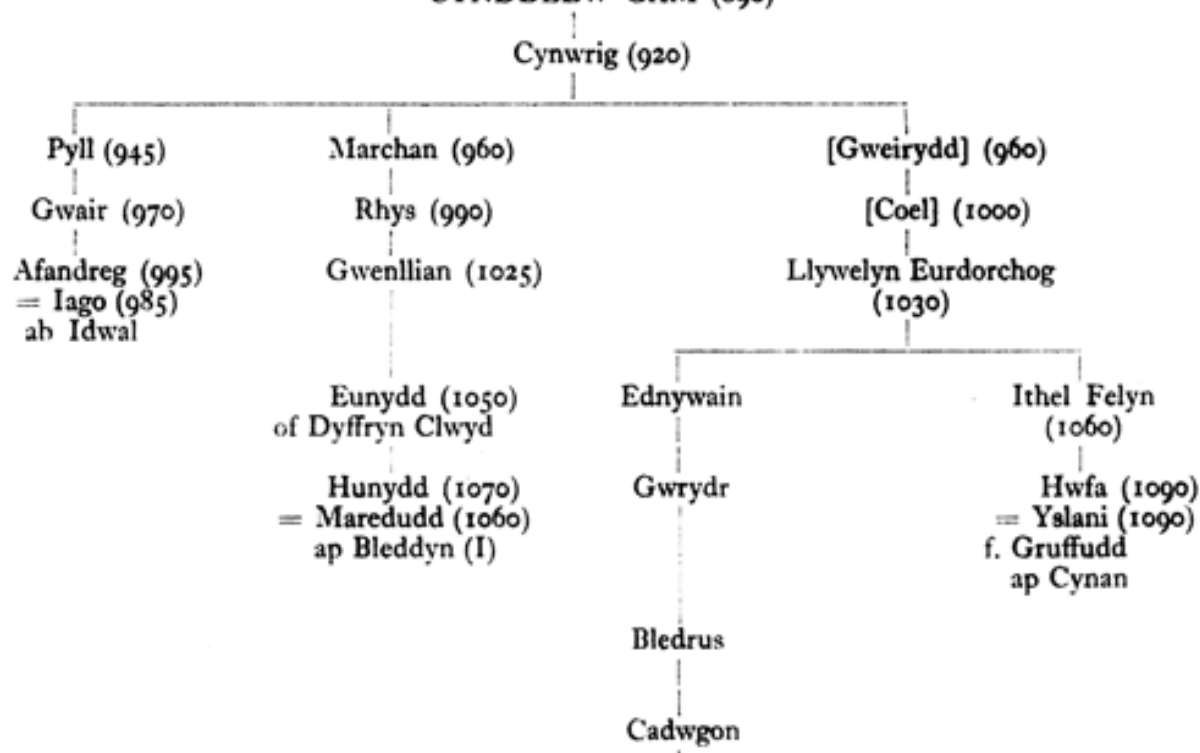 Cynwrig (920)
Pyll (945) Marchan (960) [Gweirydd] (960)
Gwair (970) Rhys (990) [Coel] (1000)
Afandreg (995) Gwenllian (1025) Llywelyn Eurdorchog
= Iago (985) (1030)
ab Idwal
Eunydd (1050) Ednywain Ithel Felyn
of Dyffryn Clwyd (1060)
Hunydd (1070) Gwrydr Hwfa (1090)
= Maredudd (1060) = Yslani (1090)
ap Bleddyn (I) f. Gruffudd
ap Cynan
Bledrus
Cadwgon